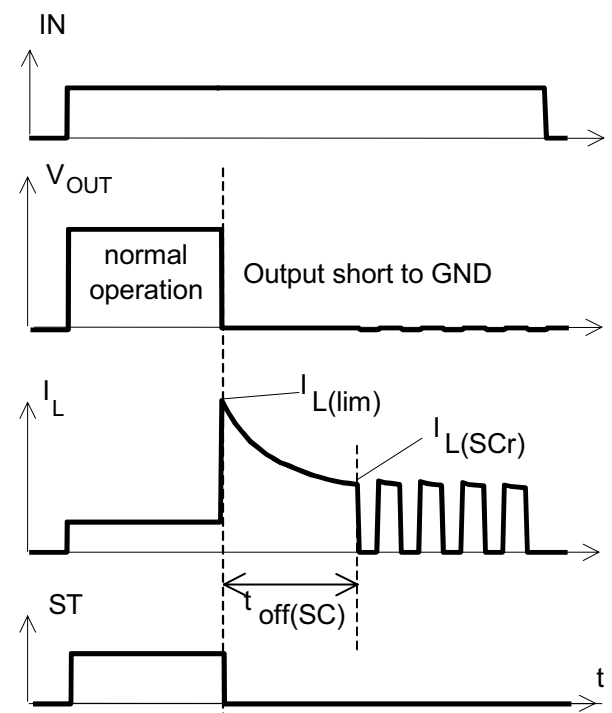 IN
VOUT
normal
operation
Output short to GND
IL
IL(lim)
IL(SCr)
toff(SC)
ST
t